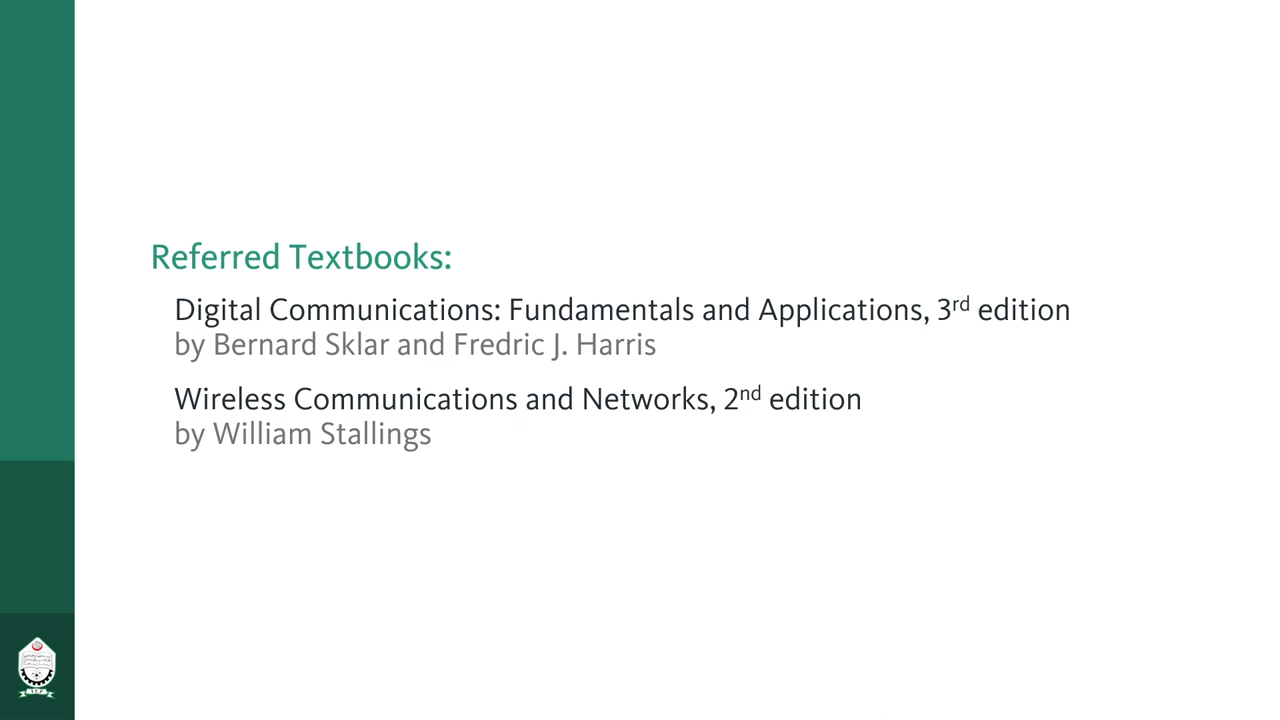 Referred Textbooks:
Digital Communications: Fundamentals and Applications, 3rd edition
by Bernard Sklar and Fredric J. Harris
Wireless Communications and Networks, 2nd edition
by William Stallings